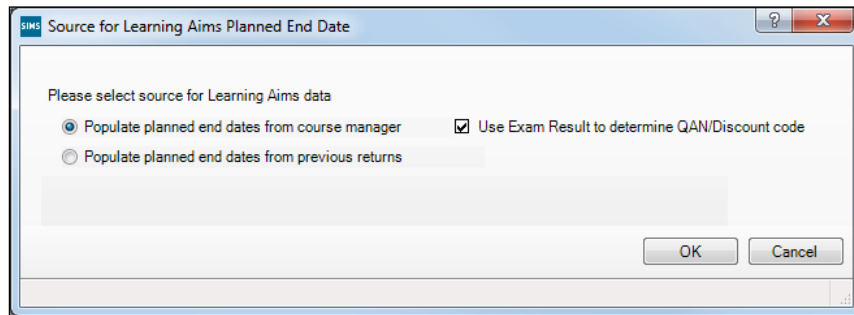 SIMS Source for Learning Aims Planned End Date
Please select source for Learning Aims data
Populate planned end dates from course manager Use Exam Result to determine QAN/Discount code
Populate planned end dates from previous returns
OK Cancel